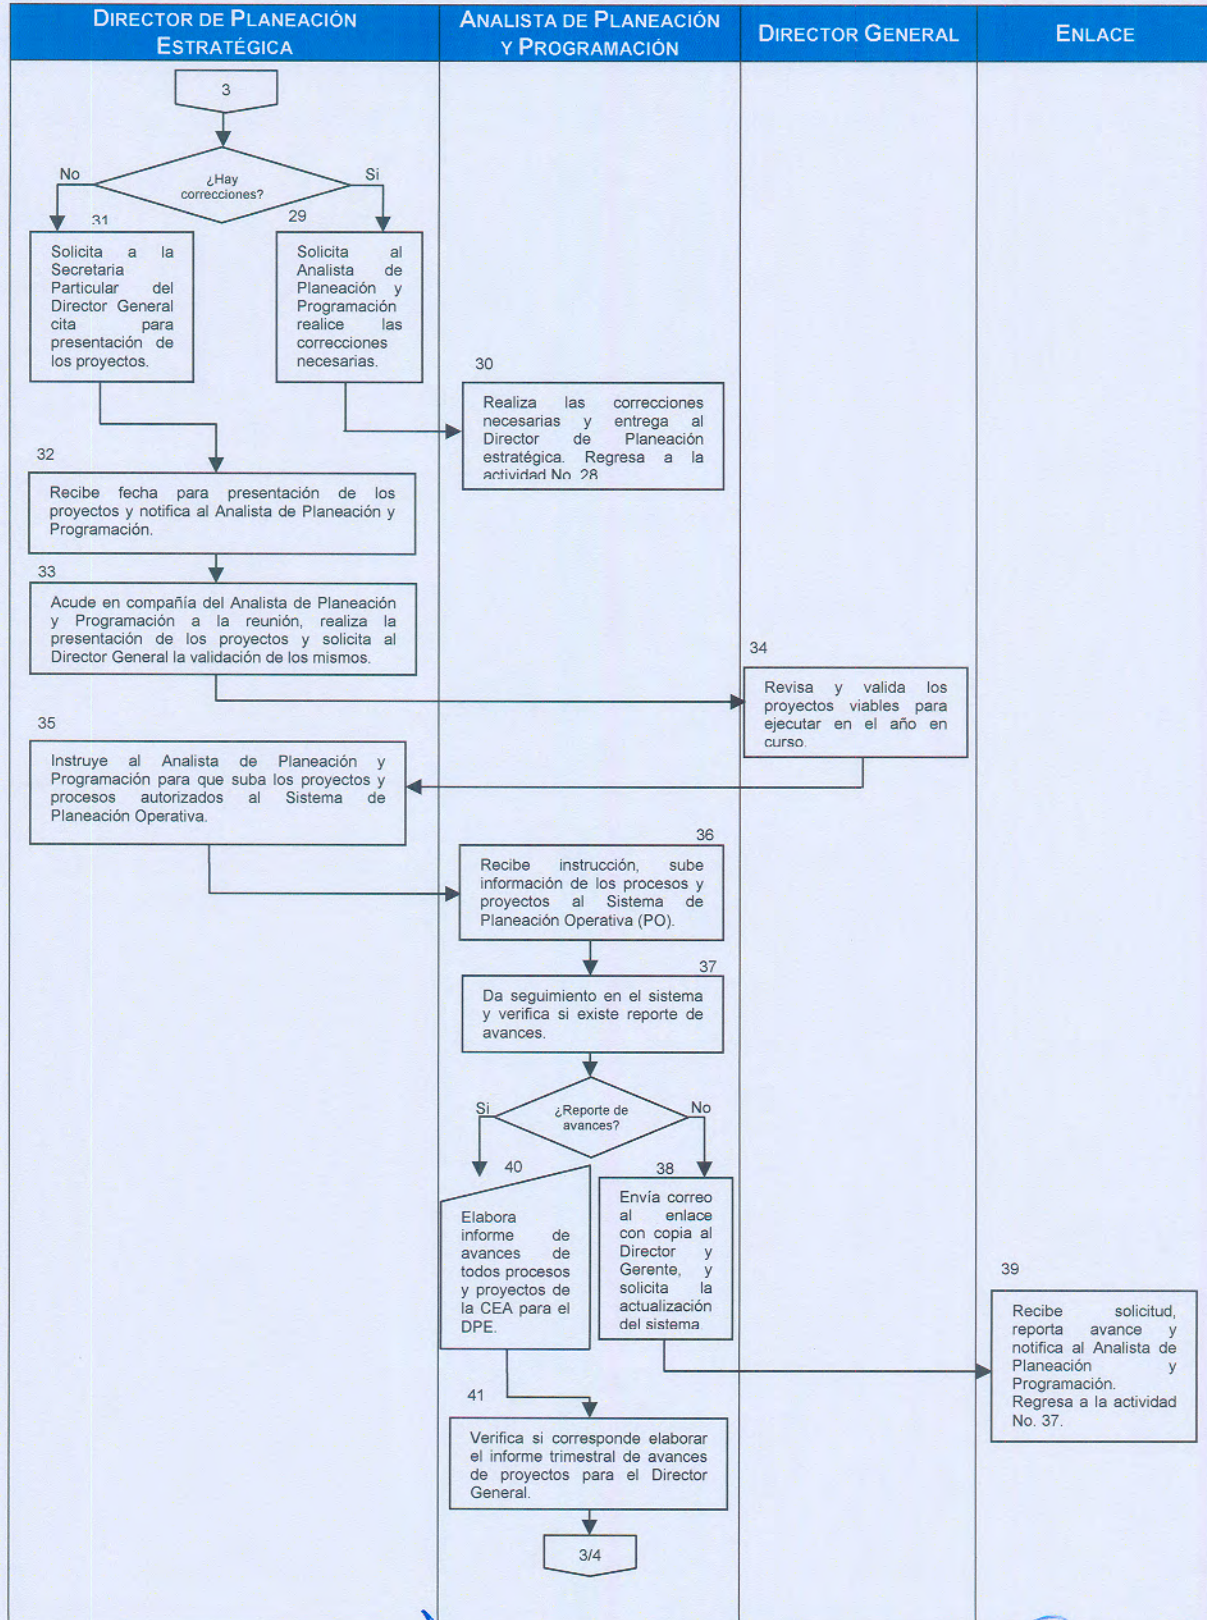 DIRECTOR DE PLANEACIÓN
ESTRATÉGICA
ANALISTA DE PLANEACIÓN
Y PROGRAMACIÓN
DIRECTOR GENERAL
ENLACE
3
¿Hay
correcciones?
No
Si
31
Solicita a la
Secretaria
Particular del
Director General
cita para
presentación de
los proyectos.
29
Solicita al
Analista de
Planeación y
Programación
realice las
correcciones
necesarias.
30
Realiza las correcciones
necesarias y entrega al
Director de Planeación
estratégica. Regresa a la
actividad No. 28
32
Recibe fecha para presentación de los
proyectos y notifica al Analista de Planeación y
Programación.
33
Acude en compañía del Analista de Planeación
y Programación a la reunión, realiza la
presentación de los proyectos y solicita al
Director General la validación de los mismos.
34
Revisa y valida los
proyectos viables para
ejecutar en el año en
curso.
35
Instruye al Analista de Planeación y
Programación para que suba los proyectos y
procesos autorizados al Sistema de
Planeación Operativa.
36
Recibe instrucción, sube
información de los procesos y
proyectos al Sistema de
Planeación Operativa (PO).
37
Da seguimiento en el sistema
y verifica si existe reporte de
avances.
¿Reporte de
avances?
Si
No
40
Elabora
informe de
avances de
todos procesos
y proyectos de
la CEA para el
DPE.
38
Envía correo
al enlace
con copia al
Director y
Gerente, y
solicita la
actualización
del sistema
39
Recibe solicitud,
reporta avance y
notifica al Analista de
Planeación y
Programación.
Regresa a la actividad
No. 37.
41
Verifica si corresponde elaborar
el informe trimestral de avances
de proyectos para el Director
General.
3/4